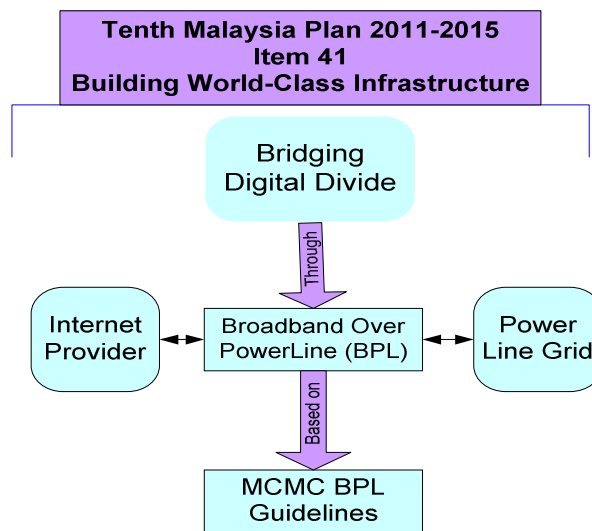 Tenth Malaysia Plan 2011-2015
Item 41
Building World-Class Infrastructure
Bridging
Digital Divide
Through
Internet
Provider
Broadband Over
PowerLine (BPL)
Power
Line Grid
Based on
MCMC BPL
Guidelines